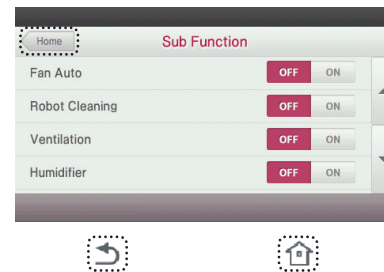 Home Sub Function
Fan Auto OFF ON
Robot Cleaning OFF ON
Ventilation OFF ON
Humidifier OFF ON